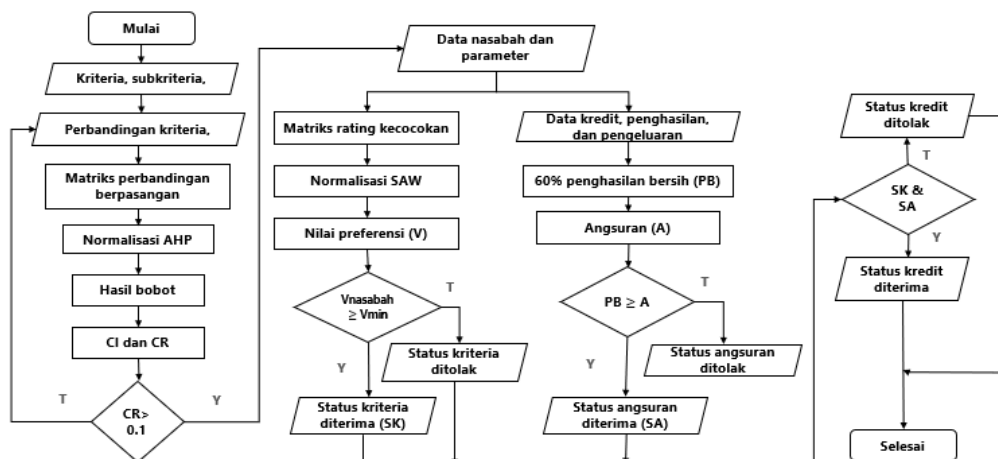 Mulai
Kriteria, subkriteria,
Perbandingan kriteria,
Matriks perbandingan
berpasangan
Normalisasi AHP
Hasil bobot
CI dan CR
CR>
0.1
T
Y
Data nasabah dan
parameter
Matriks rating kecocokan
Normalisasi SAW
Nilai preferensi (V)
Vnasabah
≥ Vmin
T
Y
Status kriteria
ditolak
Status kriteria
diterima (SK)
Data kredit, penghasilan,
dan pengeluaran
60% penghasilan bersih (PB)
Angsuran (A)
PB ≥ A
T
Y
Status angsuran
ditolak
Status angsuran
diterima (SA)
Status kredit
ditolak
T
SK &
SA
Y
Status kredit
diterima
Selesai